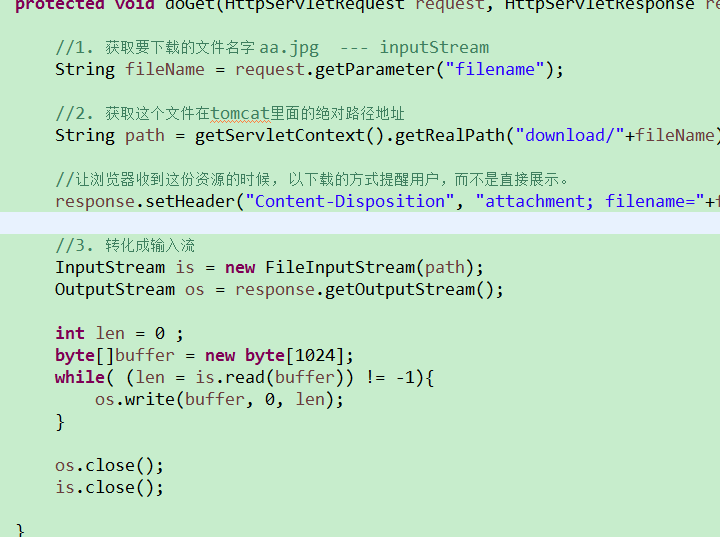 protected void doGet(HttpServletRequest request, HttpServletResponse re
//1. 获取要下载的文件名字 aa.jpg --- inputStream
String fileName = request.getParameter("filename");
//2. 获取这个文件在tomcat里面的绝对路径地址
String path = getServletContext().getRealPath("download/"+fileName)
//让浏览器收到这份资源的时候, 以下载的方式提醒用户,而不是直接展示。
response.setHeader("Content-Disposition", "attachment; filename="+f
//3. 转化成输入流
InputStream is = new FileInputStream(path);
OutputStream os = response.getOutputStream();
int len = 0 ;
byte[]buffer = new byte[1024];
while( (len = is.read(buffer)) != -1){
os.write(buffer, 0, len);
}
os.close();
is.close();
}